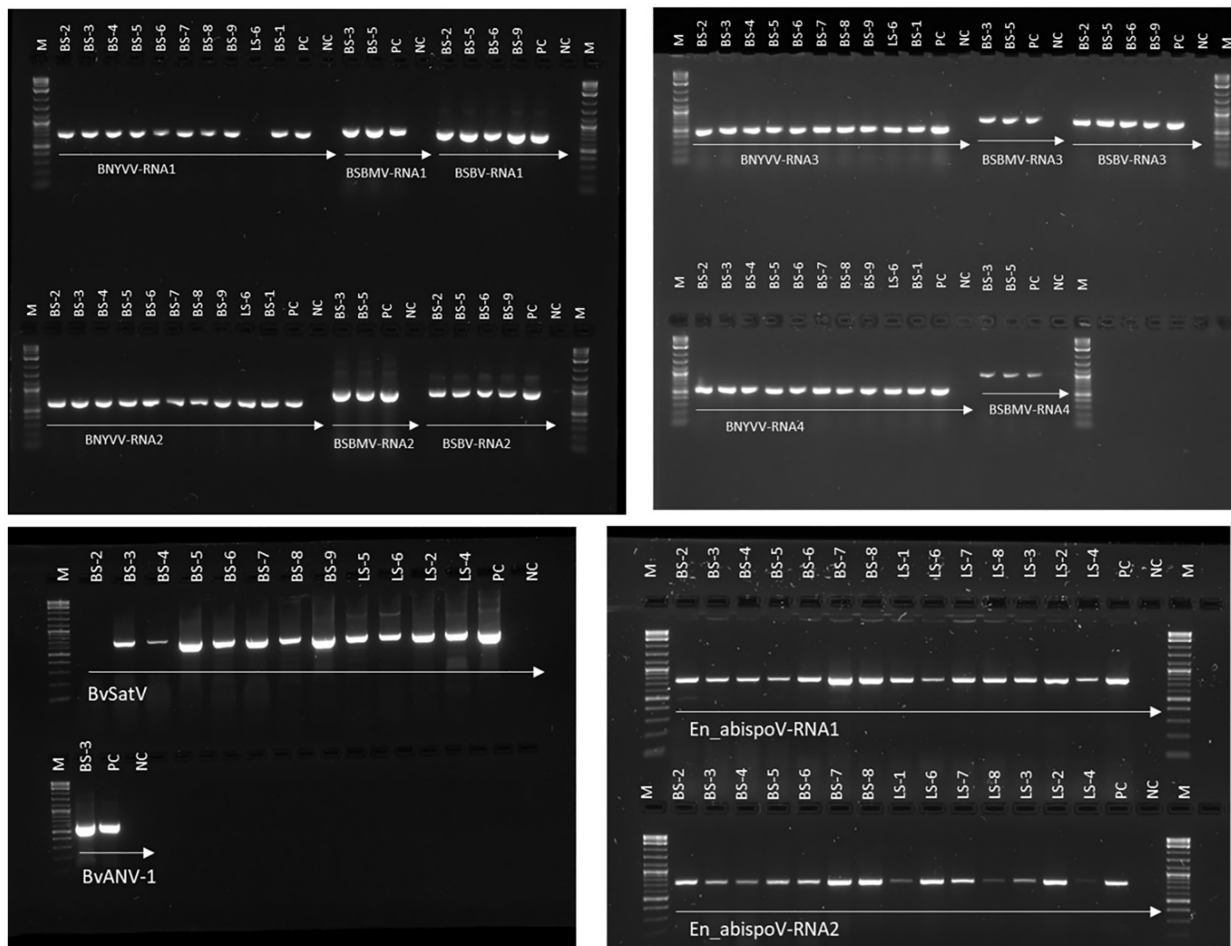 M BS-2 BS-3 BS-4 BS-5 BS-6 BS-7 BS-8 BS-9 LS-6 BS-1 PC NC BS-3 BS-5 PC NC BS-2 BS-5 BS-6 BS-9 PC NC M
BNYVV-RNA1 BSBMV-RNA1 BSBV-RNA1
M BS-2 BS-3 BS-4 BS-5 BS-6 BS-7 BS-8 BS-9 LS-6 BS-1 PC NC BS-3 BS-5 PC NC BS-2 BS-5 BS-6 BS-9 PC NC M
BNYVV-RNA2 BSBMV-RNA2 BSBV-RNA2
M BS-2 BS-3 BS-4 BS-5 BS-6 BS-7 BS-8 BS-9 LS-6 BS-1 PC NC BS-3 BS-5 PC NC BS-2 BS-5 BS-6 BS-9 PC NC M
BNYVV-RNA3 BSBMV-RNA3 BSBV-RNA3
M BS-2 BS-3 BS-4 BS-5 BS-6 BS-7 BS-8 BS-9 LS-6 BS-1 PC NC BS-3 BS-5 PC NC M
BNYVV-RNA4 BSBMV-RNA4
M BS-2 BS-3 BS-4 BS-5 BS-6 BS-7 BS-8 BS-9 LS-5 LS-6 LS-2 LS-4 PC NC
BvSatV
M BS-3 PC NC
BvANV-1
M BS-2 BS-3 BS-4 BS-5 BS-6 BS-7 BS-8 LS-1 LS-6 LS-7 LS-8 LS-3 LS-2 LS-4 PC NC M
En_abispoV-RNA1
M BS-2 BS-3 BS-4 BS-5 BS-6 BS-7 BS-8 LS-1 LS-6 LS-7 LS-8 LS-3 LS-2 LS-4 PC NC M
En_abispoV-RNA2